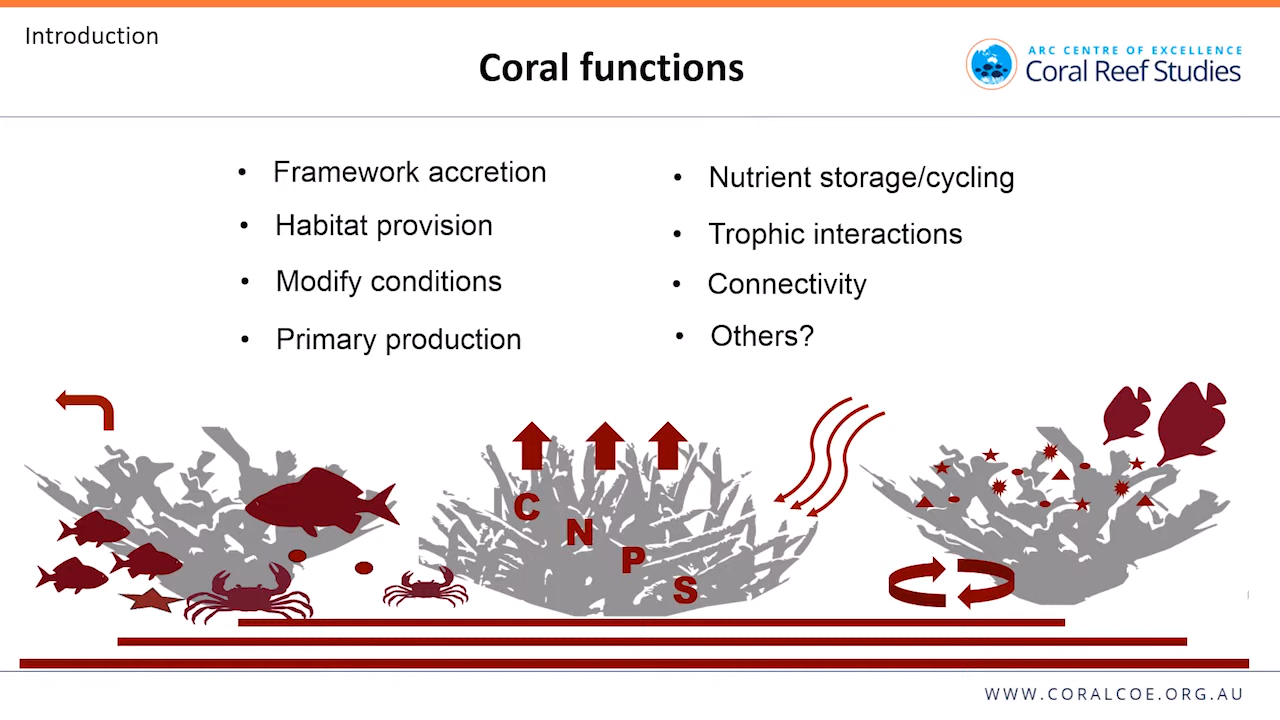 Introduction
Coral functions
ARC CENTRE OF EXCELLENCE
Coral Reef Studies
• Framework accretion
• Habitat provision
• Modify conditions
• Primary production
• Nutrient storage/cycling
• Trophic interactions
• Connectivity
• Others?
C
N
P
S
WWW.CORALCOE.ORG.AU